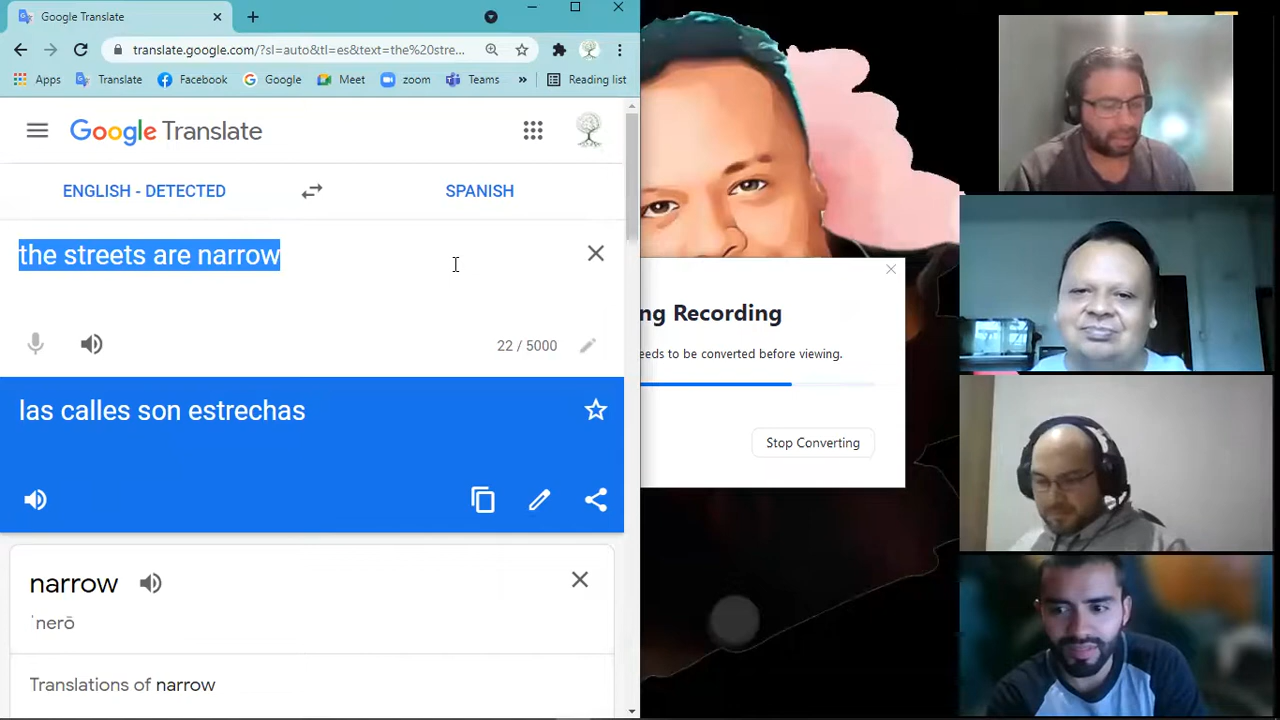 Google Translate
translate.google.com/?sl=auto&tl=es&text=the%20stre...
Apps
Translate
Facebook
Google
Meet
zoom
Teams
»
Reading list
Google Translate
ENGLISH - DETECTED
SPANISH
the streets are narrow
22 / 5000
las calles son estrechas
narrow
ˈnerō
Translations of narrow
ng Recording
eeds to be converted before viewing.
Stop Converting